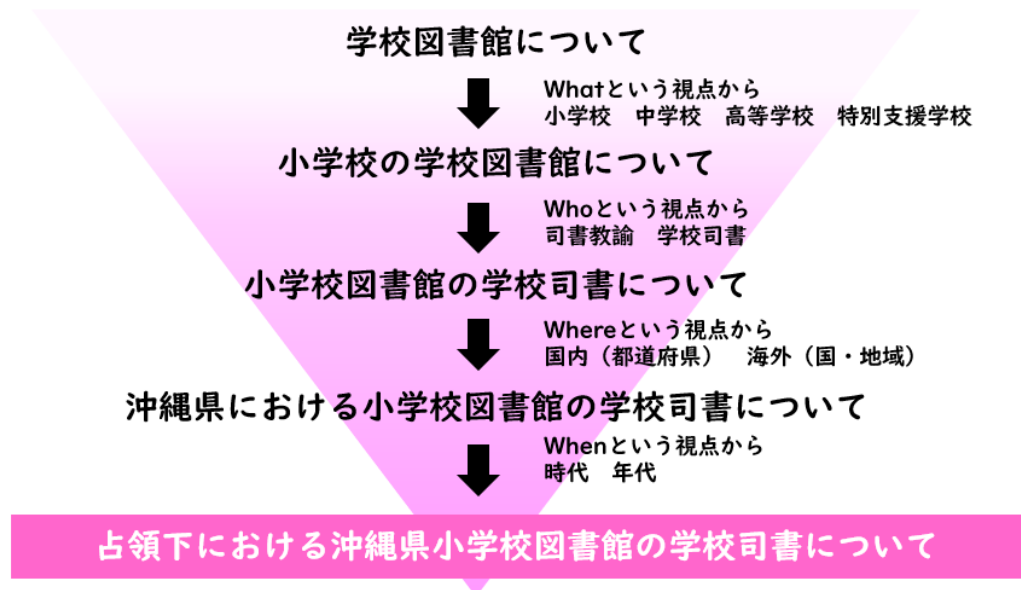 学校図書館について
Whatという視点から
小学校　中学校　高等学校　特別支援学校
小学校の学校図書館について
Whoという視点から
司書教諭　学校司書
小学校図書館の学校司書について
Whereという視点から
国内（都道府県）　海外（国・地域）
沖縄県における小学校図書館の学校司書について
Whenという視点から
時代　年代
占領下における沖縄県小学校図書館の学校司書について